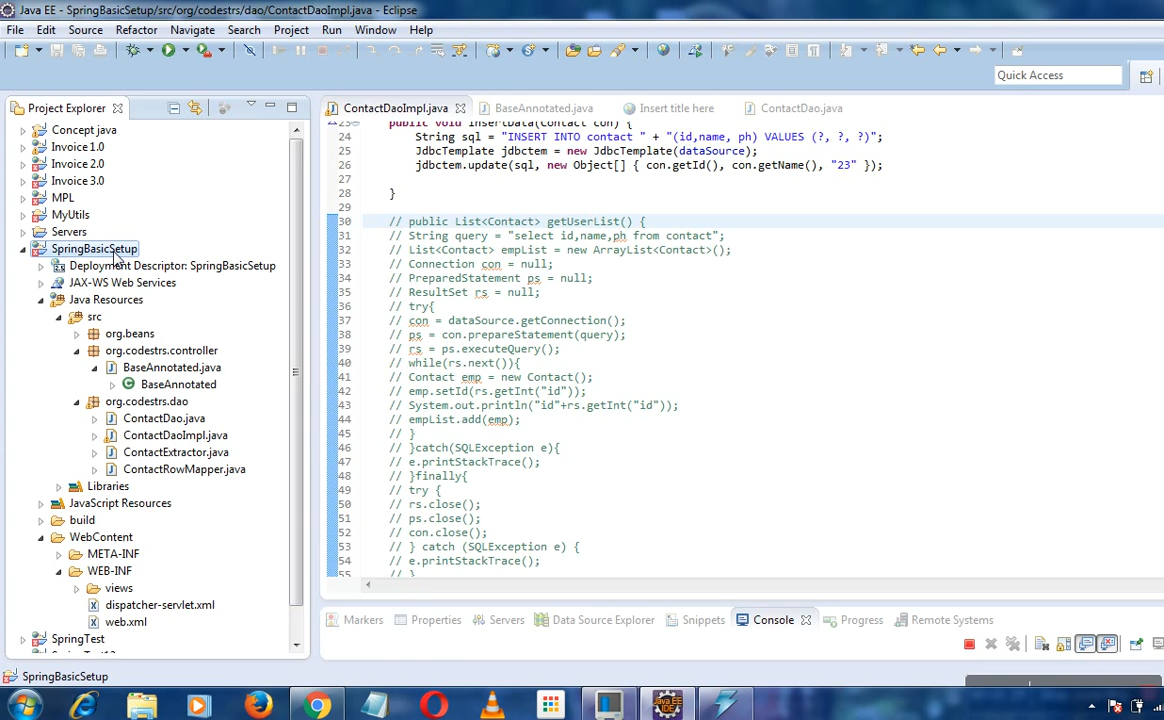 Java EE - SpringBasicSetup/src/org/codestrs/dao/ContactDaoImpl.java - Eclipse
File Edit Source Refactor Navigate Search Project Run Window Help
Quick Access
Project Explorer
Concept java
Invoice 1.0
Invoice 2.0
Invoice 3.0
MPL
MyUtils
Servers
SpringBasicSetup
Deployment Descriptor: SpringBasicSetup
JAX-WS Web Services
Java Resources
src
org.beans
org.codestrs.controller
BaseAnnotated.java
BaseAnnotated
org.codestrs.dao
ContactDao.java
ContactDaoImpl.java
ContactExtractor.java
ContactRowMapper.java
Libraries
JavaScript Resources
build
WebContent
META-INF
WEB-INF
views
dispatcher-servlet.xml
web.xml
SpringTest
ContactDaoImpl.java BaseAnnotated.java Insert title here ContactDao.java
23 public void insertData(Contact con) {
24 String sql = "INSERT INTO contact " + "(id,name, ph) VALUES (?, ?, ?)";
25 JdbcTemplate jdbctem = new JdbcTemplate(dataSource);
26 jdbctem.update(sql, new Object[] { con.getId(), con.getName(), "23" });
27
28 }
29
30 // public List<Contact> getUserList() {
31 // String query = "select id,name,ph from contact";
32 // List<Contact> empList = new ArrayList<Contact>();
33 // Connection con = null;
34 // PreparedStatement ps = null;
35 // ResultSet rs = null;
36 // try{
37 // con = dataSource.getConnection();
38 // ps = con.prepareStatement(query);
39 // rs = ps.executeQuery();
40 // while(rs.next()){
41 // Contact emp = new Contact();
42 // emp.setId(rs.getInt("id"));
43 // System.out.println("id"+rs.getInt("id"));
44 // empList.add(emp);
45 // }
46 // }catch(SQLException e){
47 // e.printStackTrace();
48 // }finally{
49 // try {
50 // rs.close();
51 // ps.close();
52 // con.close();
53 // } catch (SQLException e) {
54 // e.printStackTrace();
55 // }
Markers Properties Servers Data Source Explorer Snippets Console Progress Remote Systems
SpringBasicSetup
Java EE
IDE